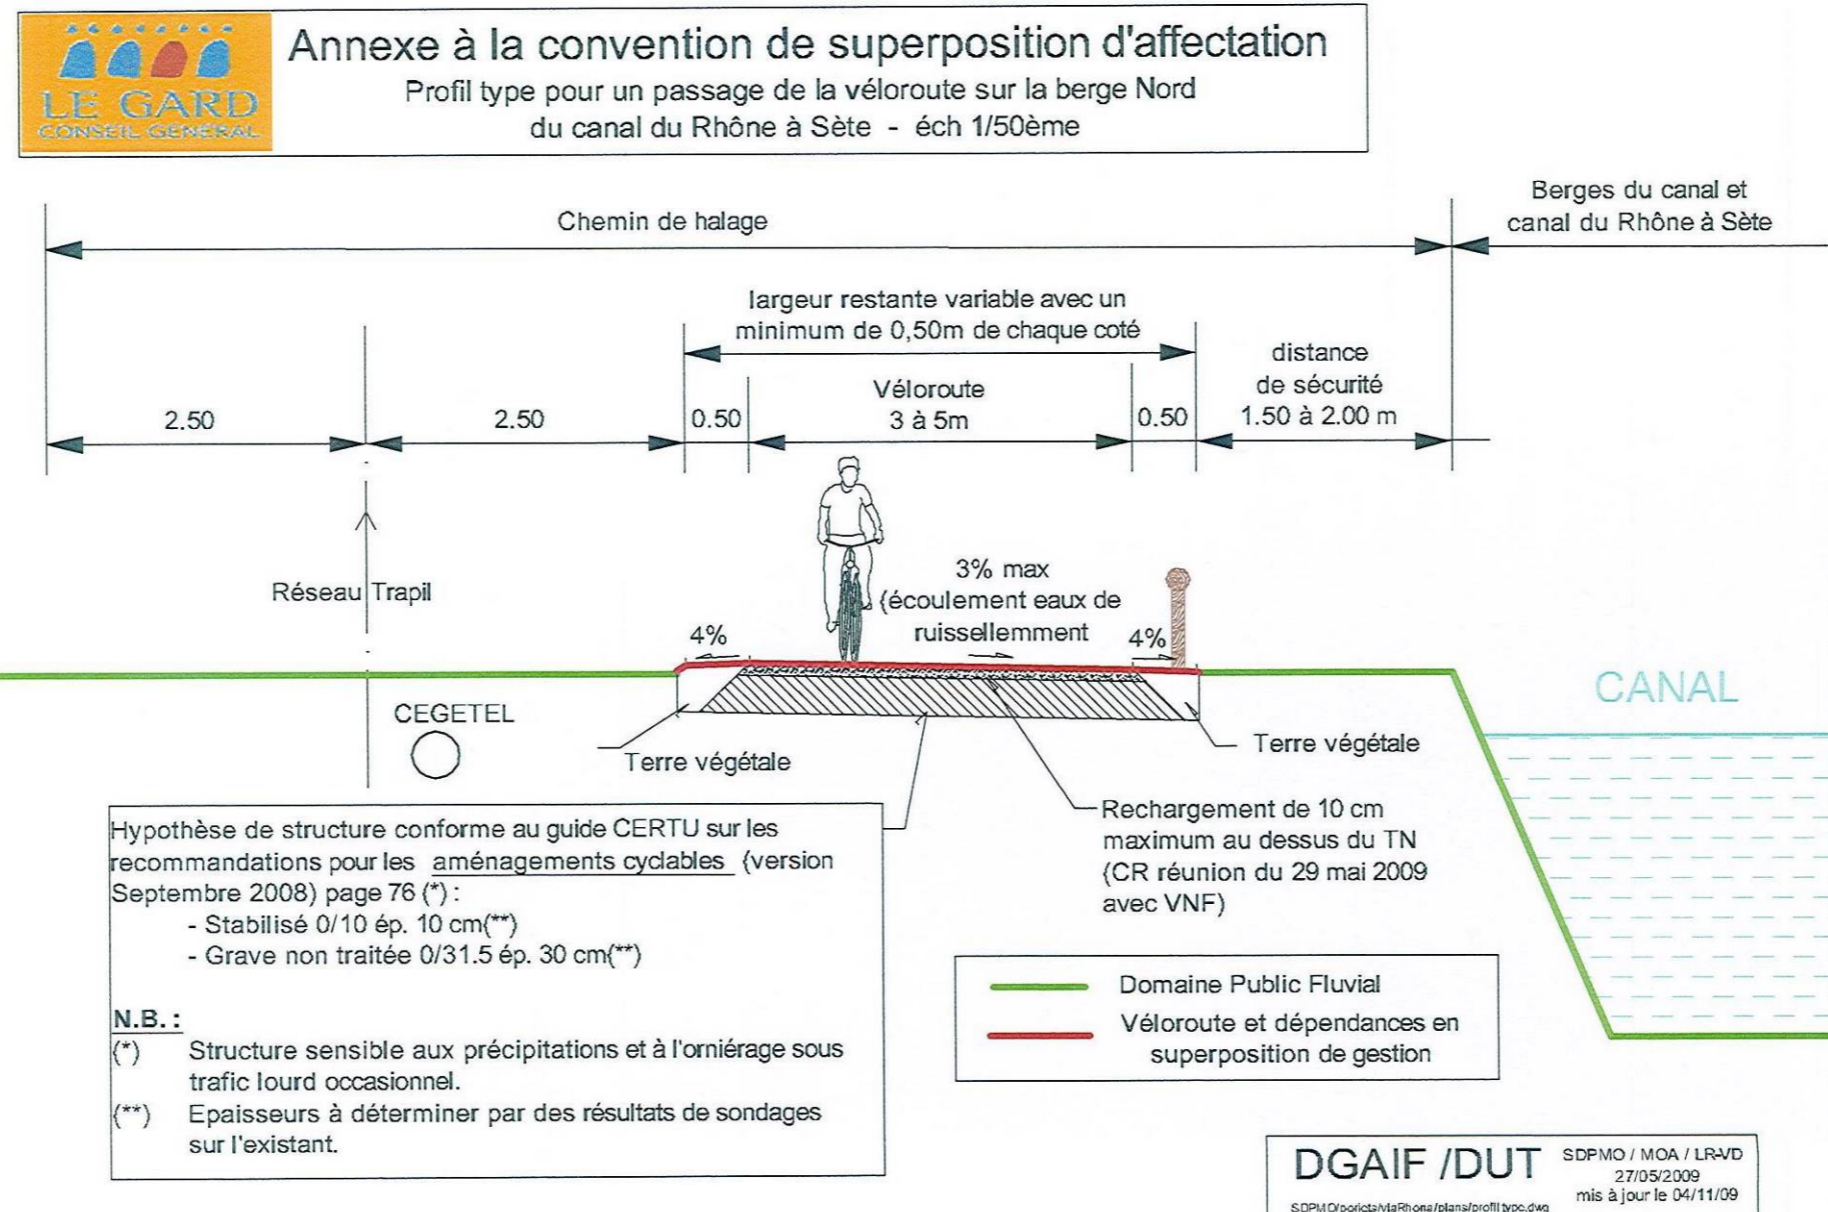 LE GARD
CONSEIL GENERAL
Annexe à la convention de superposition d'affectation
Profil type pour un passage de la véloroute sur la berge Nord
du canal du Rhône à Sète - éch 1/50ème
Chemin de halage
Berges du canal et
canal du Rhône à Sète
largeur restante variable avec un
minimum de 0,50m de chaque coté
distance
de sécurité
1.50 à 2.00 m
Véloroute
3 à 5m
2.50
2.50
0.50
0.50
Réseau Trapil
3% max
(écoulement eaux de
ruissellemment
4%
4%
CANAL
CEGETEL
Terre végétale
Terre végétale
Rechargement de 10 cm
maximum au dessus du TN
(CR réunion du 29 mai 2009
avec VNF)
Hypothèse de structure conforme au guide CERTU sur les
recommandations pour les aménagements cyclables (version
Septembre 2008) page 76 (*) :
- Stabilisé 0/10 ép. 10 cm(**)
- Grave non traitée 0/31.5 ép. 30 cm(**)
N.B. :
(*) Structure sensible aux précipitations et à l'orniérage sous
trafic lourd occasionnel.
(**) Epaisseurs à déterminer par des résultats de sondages
sur l'existant.
Domaine Public Fluvial
Véloroute et dépendances en
superposition de gestion
DGAIF /DUT
SDPMO / MOA / LR-VD
27/05/2009
mis à jour le 04/11/09